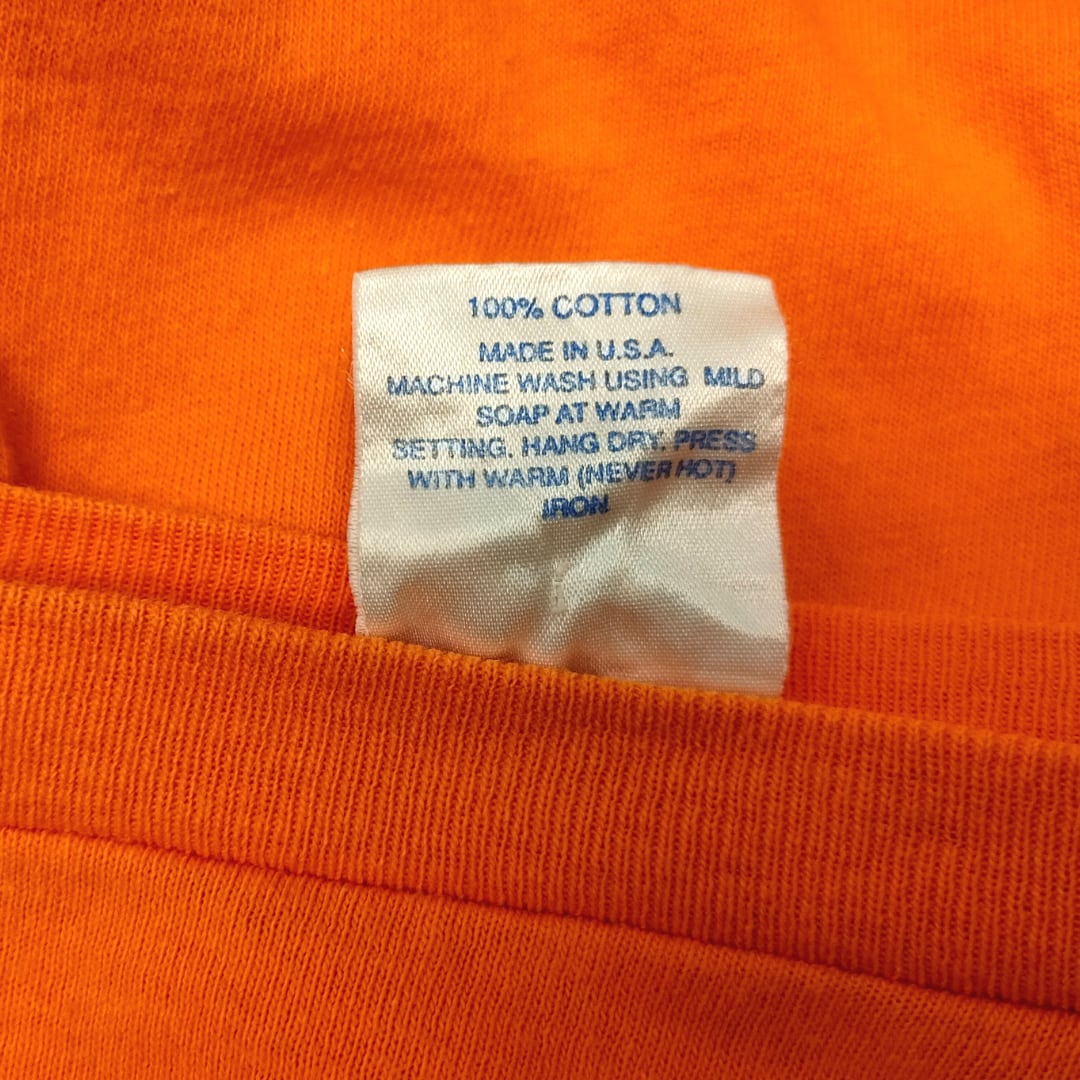 100% COTTON
MADE IN U.S.A.
MACHINE WASH USING MILD
SOAP AT WARM
SETTING. HANG DRY. PRESS
WITH WARM (NEVER HOT)
IRON